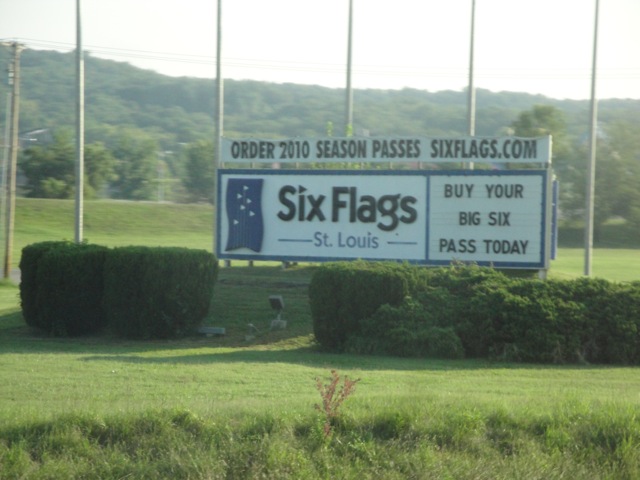 ORDER 2010 SEASON PASSES SIXFLAGS.COM
Six Flags
St. Louis
BUY YOUR
BIG SIX
PASS TODAY